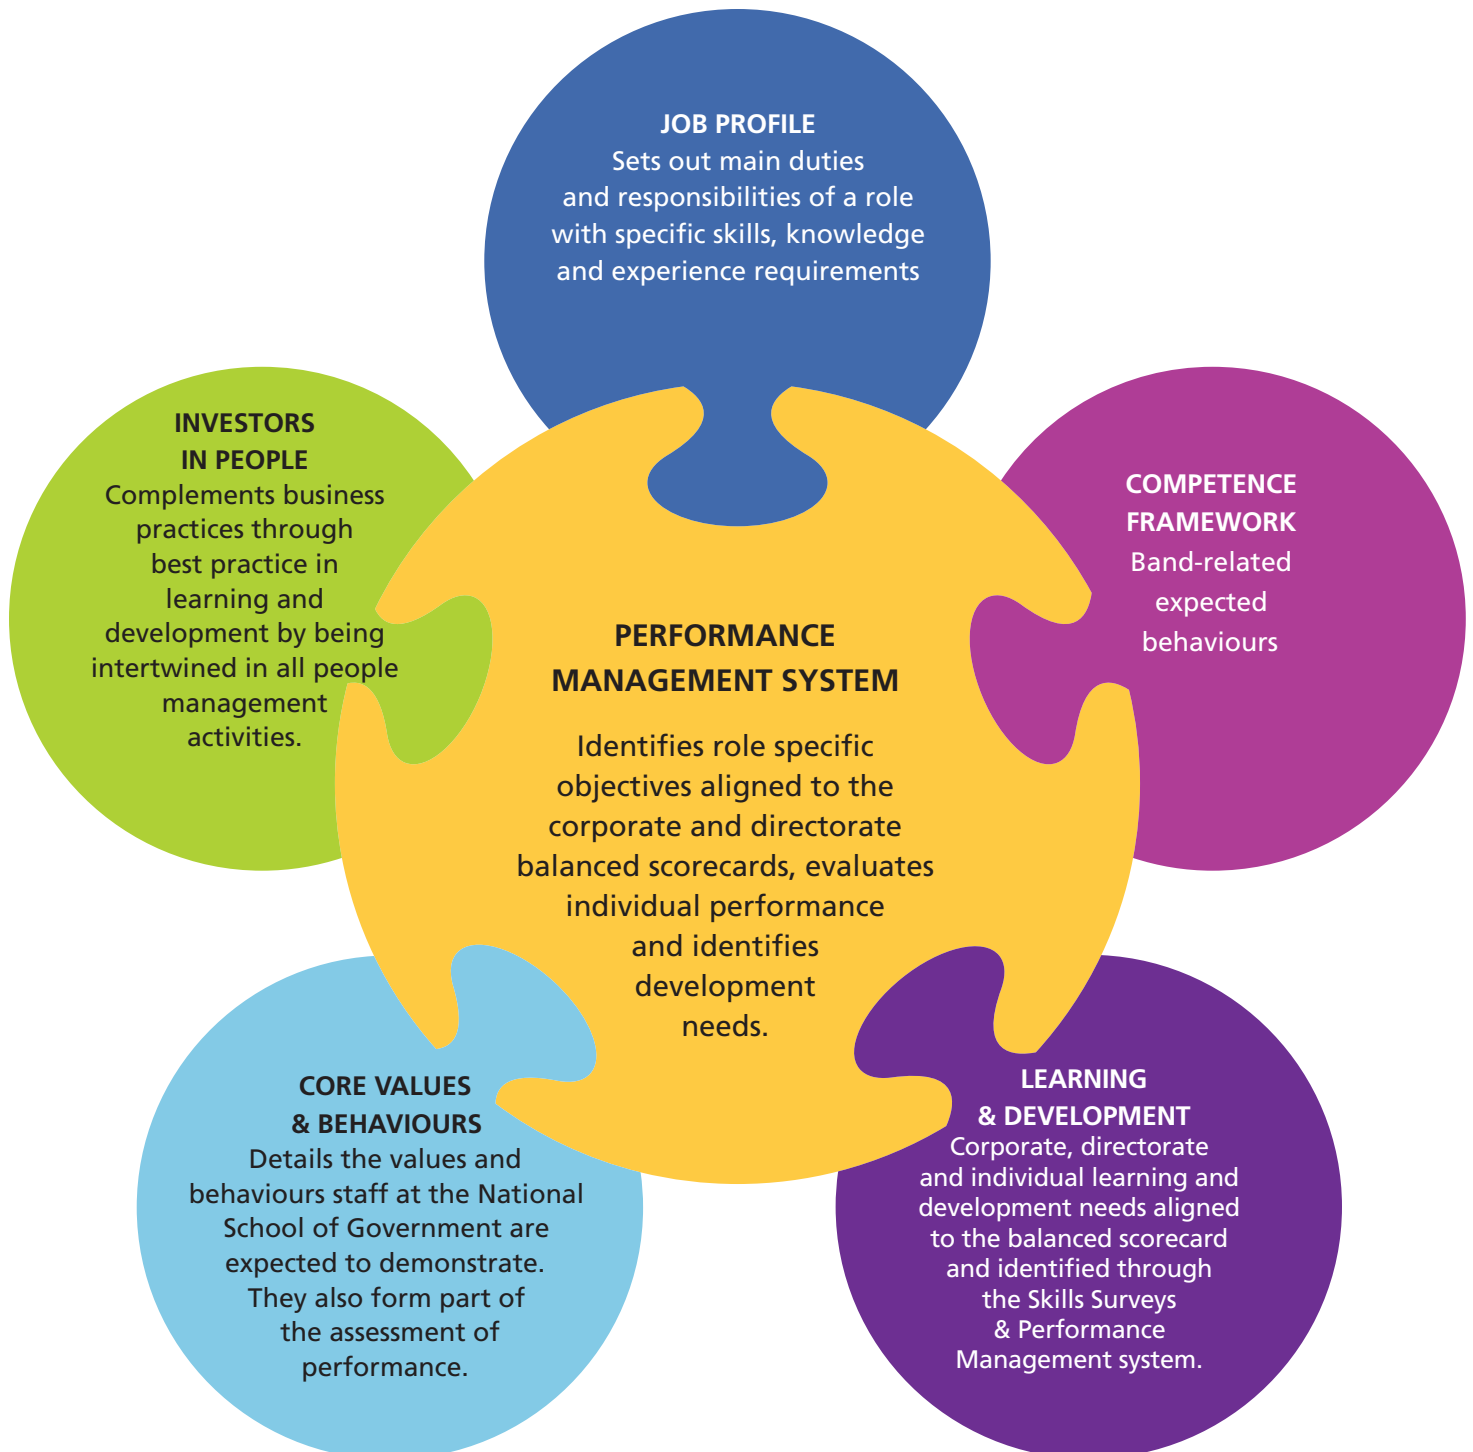 JOB PROFILE
Sets out main duties
and responsibilities of a role
with specific skills, knowledge
and experience requirements
INVESTORS
IN PEOPLE
Complements business
practices through
best practice in
learning and
development by being
intertwined in all people
management
activities.
COMPETENCE
FRAMEWORK
Band-related
expected
behaviours
PERFORMANCE
MANAGEMENT SYSTEM
Identifies role specific
objectives aligned to the
corporate and directorate
balanced scorecards, evaluates
individual performance
and identifies
development
needs.
CORE VALUES
& BEHAVIOURS
Details the values and
behaviours staff at the National
School of Government are
expected to demonstrate.
They also form part of
the assessment of
performance.
LEARNING
& DEVELOPMENT
Corporate, directorate
and individual learning and
development needs aligned
to the balanced scorecard
and identified through
the Skills Surveys
& Performance
Management system.